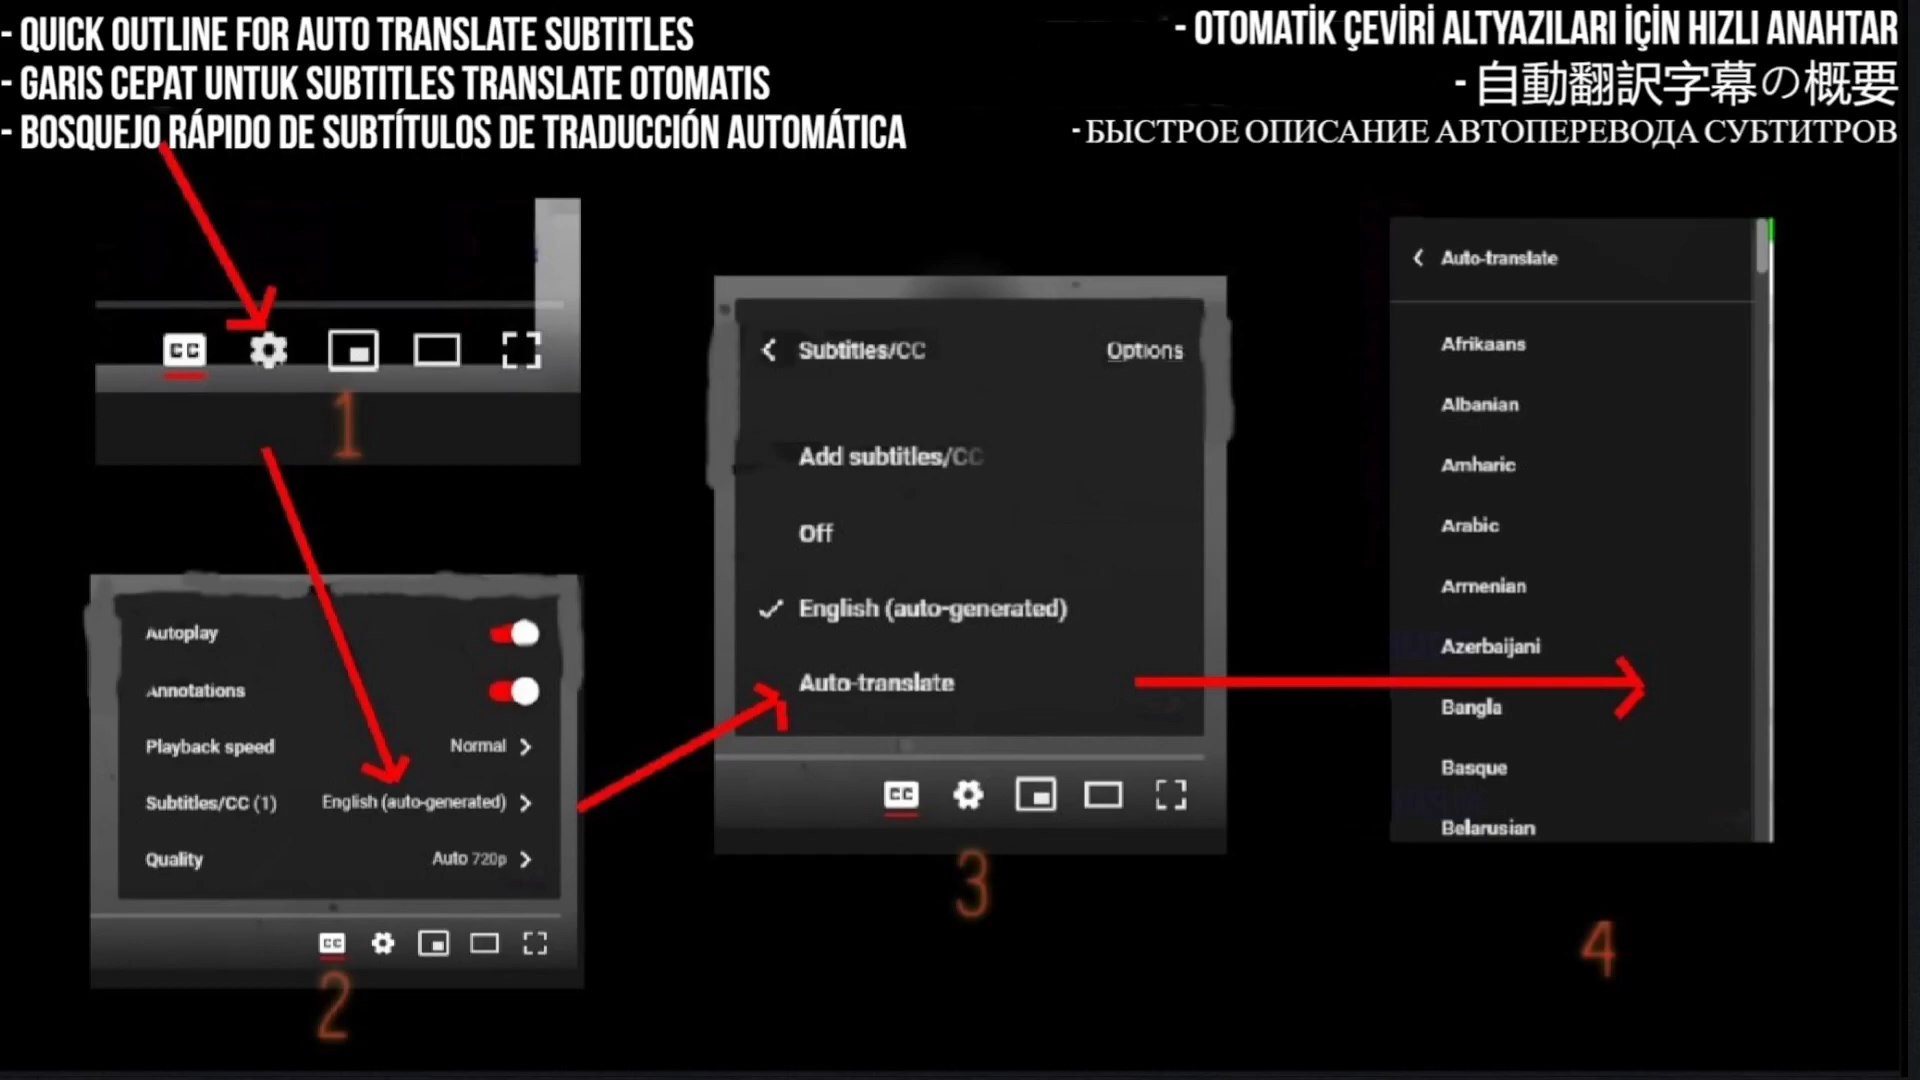 - QUICK OUTLINE FOR AUTO TRANSLATE SUBTITLES
- GARIS CEPAT UNTUK SUBTITLES TRANSLATE OTOMATIS
- BOSQUEJO RÁPIDO DE SUBTÍTULOS DE TRADUCCIÓN AUTOMÁTICA
- OTOMATİK ÇEVİRİ ALTYAZILARI İÇİN HIZLI ANAHTAR
- 自動翻訳字幕の概要
- БЫСТРОЕ ОПИСАНИЕ АВТОПЕРЕВОДА СУБТИТРОВ
CC
1
Autoplay
Annotations
Playback speed Normal
Subtitles/CC (1) English (auto-generated)
Quality Auto 720p
CC
2
Subtitles/CC Options
Add subtitles/CC
Off
English (auto-generated)
Auto-translate
CC
3
Auto-translate
Afrikaans
Albanian
Amharic
Arabic
Armenian
Azerbaijani
Bangla
Basque
Belarusian
4